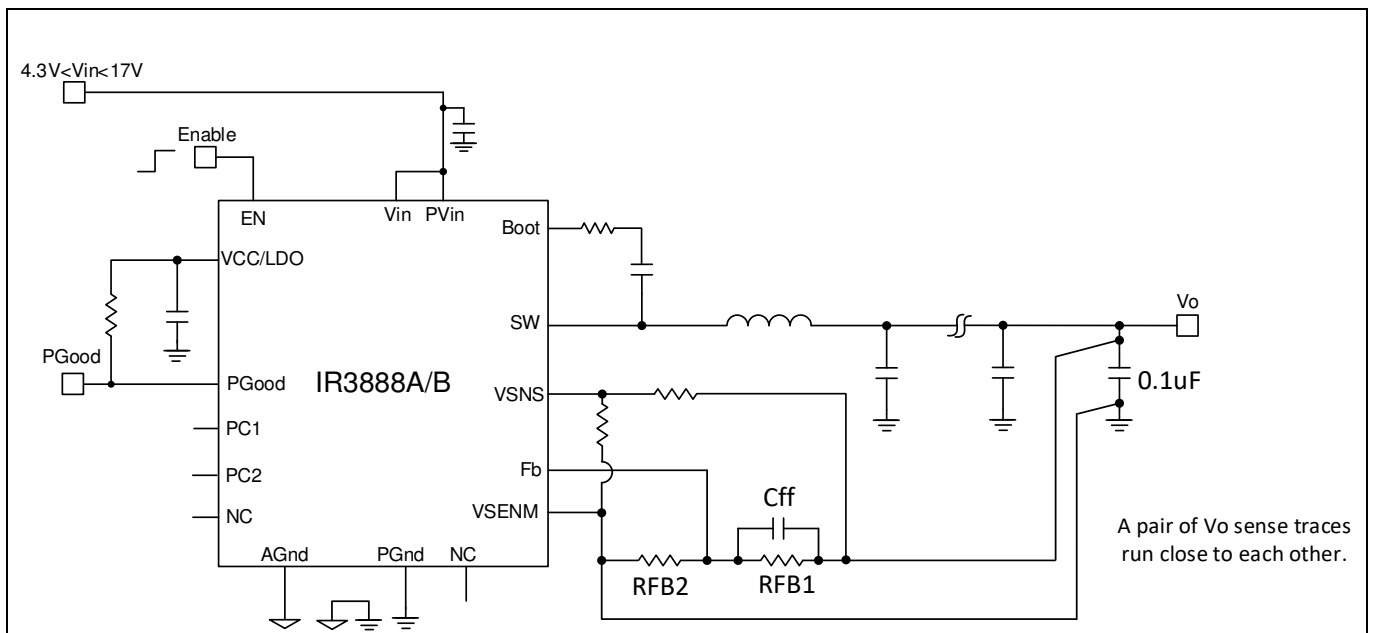 4.3V<Vin<17V
Enable
EN
Vin
PVin
Boot
VCC/LDO
SW
Vo
PGood
PGood
IR3888A/B
VSNS
0.1uF
PC1
PC2
Fb
Cff
NC
VSENM
A pair of Vo sense traces
run close to each other.
AGnd
PGnd
NC
RFB2
RFB1